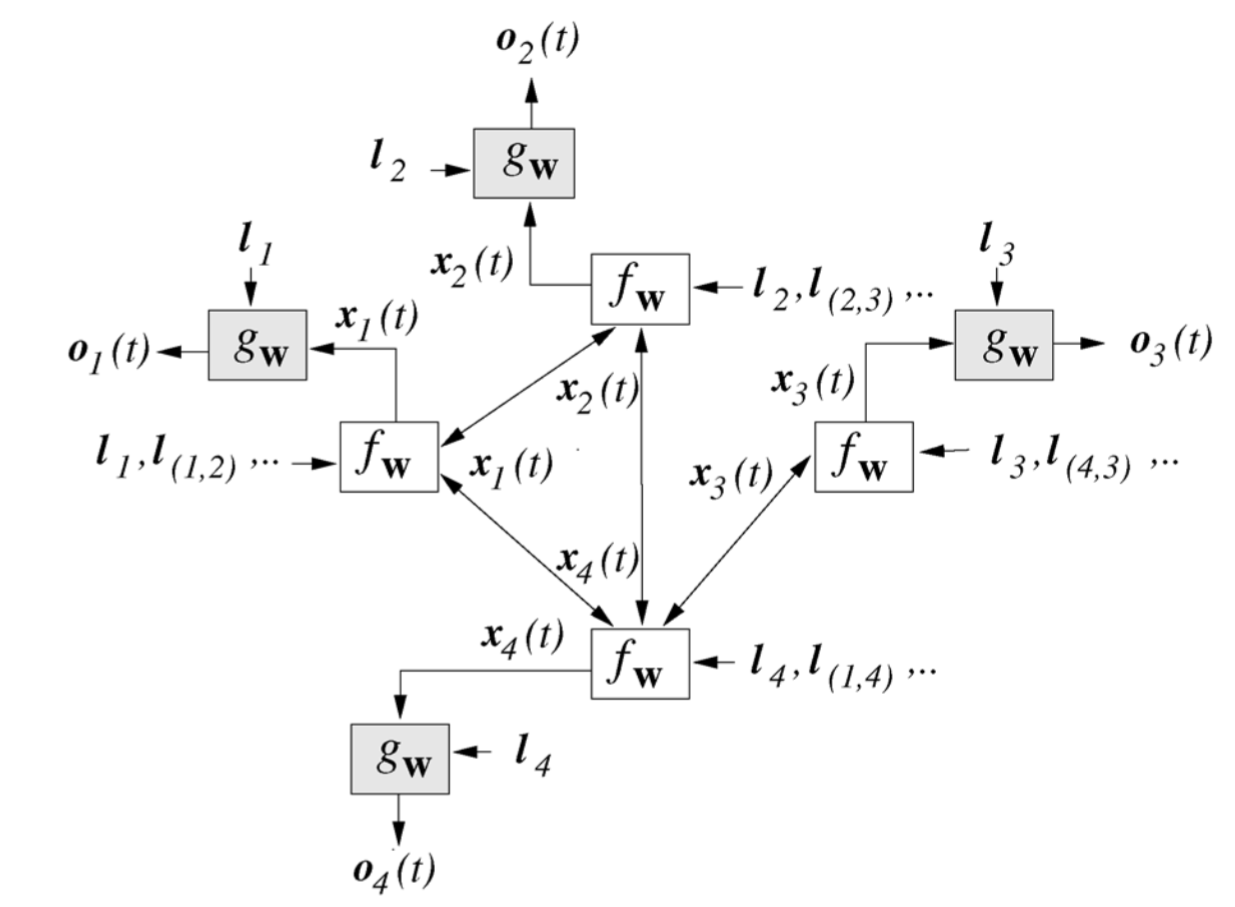 o2(t)
l2 gw
l1 l3
x2(t) fw l2,l(2,3) ,..
o1(t) gw x1(t) gw o3(t)
x2(t) x3(t)
l1,l(1,2) ,.. fw x1(t) x3(t) fw l3,l(4,3) ,..
x4(t)
x4(t) fw l4,l(1,4) ,..
gw l4
o4(t)